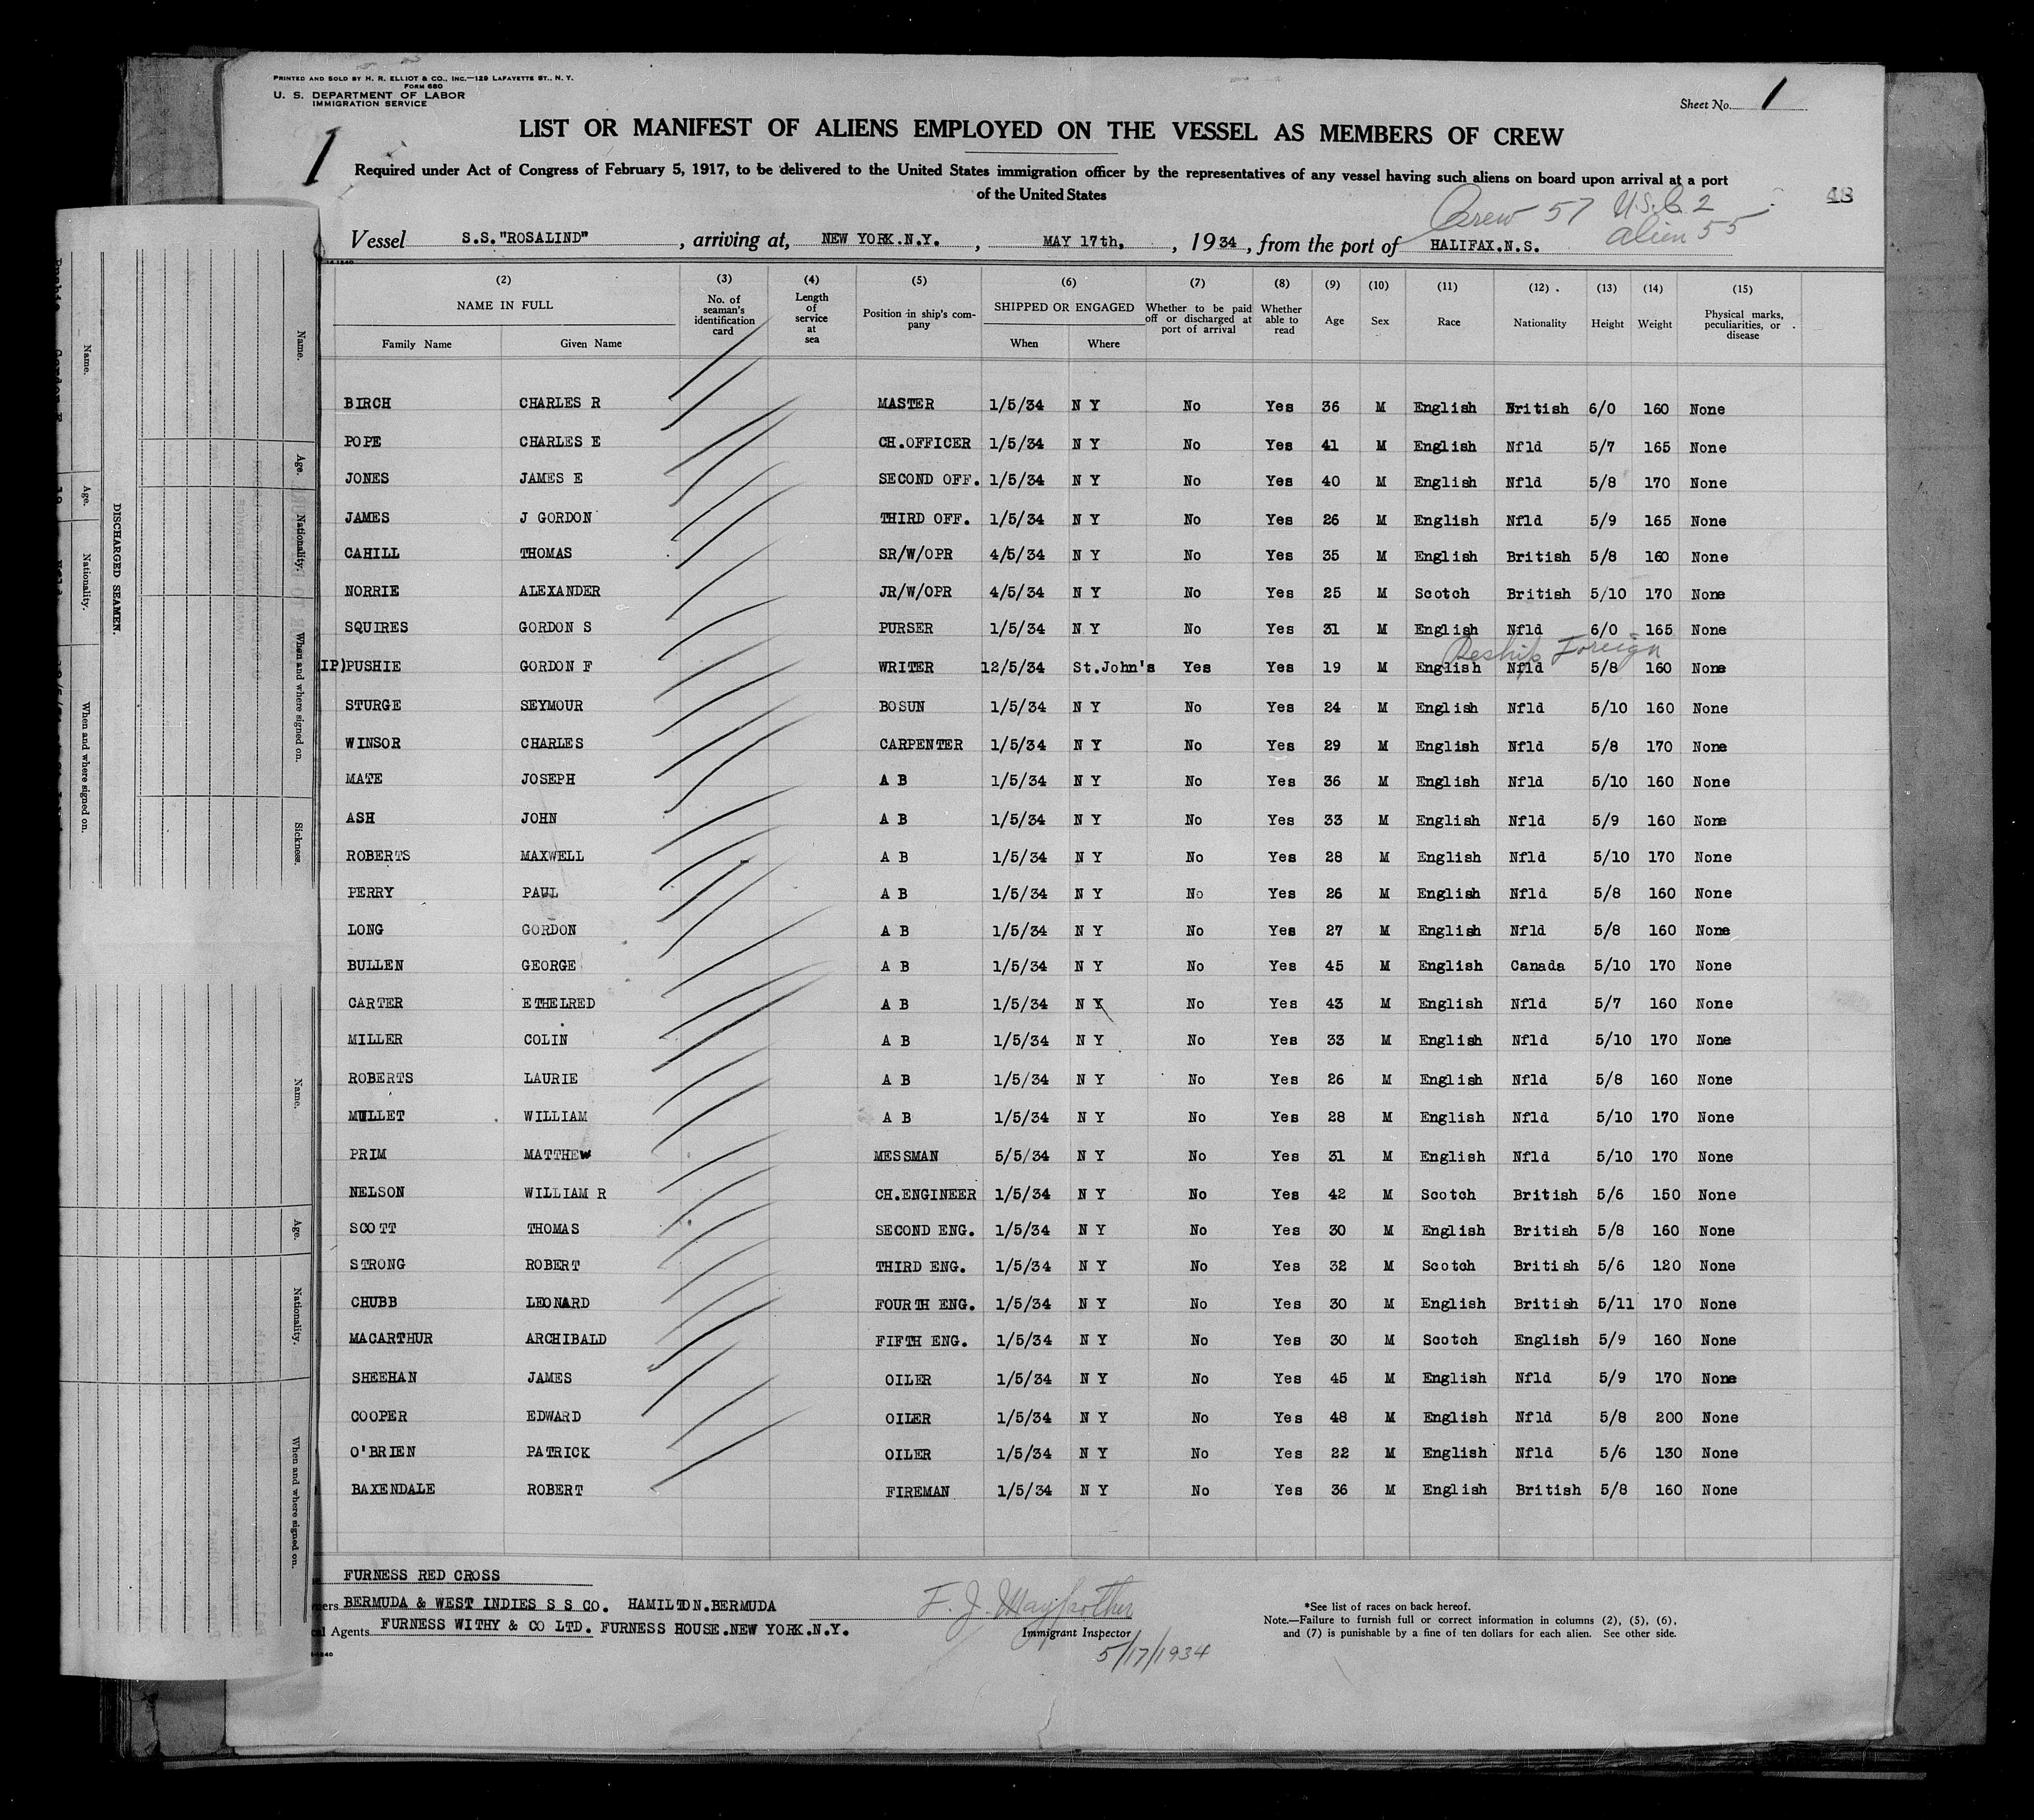 PRINTED AND SOLD BY H. R. ELLIOT & CO., INC.—129 LAFAYETTE ST., N. Y.
FORM 680
U. S. DEPARTMENT OF LABOR
IMMIGRATION SERVICE
Sheet No. 1
1
LIST OR MANIFEST OF ALIENS EMPLOYED ON THE VESSEL AS MEMBERS OF CREW
Required under Act of Congress of February 5, 1917, to be delivered to the United States immigration officer by the representatives of any vessel having such aliens on board upon arrival at a port
of the United States
48
Crew 57 U.S.C. 2
Alien 55
Vessel S.S."ROSALIND", arriving at, NEW YORK.N.Y., MAY 17th, , 1934, from the port of HALIFAX.N.S.
(2) (3) (4) (5) (6) (7) (8) (9) (10) (11) (12) (13) (14) (15)
NAME IN FULL No. of seaman's identification card Length of service at sea Position in ship's company SHIPPED OR ENGAGED Whether to be paid off or discharged at port of arrival Whether able to read Age Sex Race Nationality Height Weight Physical marks, peculiarities, or disease
Family Name Given Name When Where
BIRCH CHARLES R MASTER 1/5/34 N Y No Yes 36 M English British 6/0 160 None
POPE CHARLES E CH.OFFICER 1/5/34 N Y No Yes 41 M English Nfld 5/7 165 None
JONES JAMES E SECOND OFF. 1/5/34 N Y No Yes 40 M English Nfld 5/8 170 None
JAMES J GORDON THIRD OFF. 1/5/34 N Y No Yes 26 M English Nfld 5/9 165 None
CAHILL THOMAS SR/W/OPR 4/5/34 N Y No Yes 35 M English British 5/8 160 None
NORRIE ALEXANDER JR/W/OPR 4/5/34 N Y No Yes 25 M Scotch British 5/10 170 None
SQUIRES GORDON S PURSER 1/5/34 N Y No Yes 31 M English Nfld 6/0 165 None
Reship Foreign
IP)PUSHIE GORDON F WRITER 12/5/34 St.John's Yes Yes 19 M English Nfld 5/8 160 None
STURGE SEYMOUR BOSUN 1/5/34 N Y No Yes 24 M English Nfld 5/10 160 None
WINSOR CHARLES CARPENTER 1/5/34 N Y No Yes 29 M English Nfld 5/8 170 None
MATE JOSEPH A B 1/5/34 N Y No Yes 36 M English Nfld 5/10 160 None
ASH JOHN A B 1/5/34 N Y No Yes 33 M English Nfld 5/9 160 None
ROBERTS MAXWELL A B 1/5/34 N Y No Yes 28 M English Nfld 5/10 170 None
PERRY PAUL A B 1/5/34 N Y No Yes 26 M English Nfld 5/8 160 None
LONG GORDON A B 1/5/34 N Y No Yes 27 M English Nfld 5/8 160 None
BULLEN GEORGE A B 1/5/34 N Y No Yes 45 M English Canada 5/10 170 None
CARTER ETHELRED A B 1/5/34 N Y No Yes 43 M English Nfld 5/7 160 None
MILLER COLIN A B 1/5/34 N Y No Yes 33 M English Nfld 5/10 170 None
ROBERTS LAURIE A B 1/5/34 N Y No Yes 26 M English Nfld 5/8 160 None
MULLET WILLIAM A B 1/5/34 N Y No Yes 28 M English Nfld 5/10 170 None
PRIM MATTHEW MESSMAN 5/5/34 N Y No Yes 31 M English Nfld 5/10 170 None
NELSON WILLIAM R CH.ENGINEER 1/5/34 N Y No Yes 42 M Scotch British 5/6 150 None
SCOTT THOMAS SECOND ENG. 1/5/34 N Y No Yes 30 M English British 5/8 160 None
STRONG ROBERT THIRD ENG. 1/5/34 N Y No Yes 32 M Scotch British 5/6 120 None
CHUBB LEONARD FOURTH ENG. 1/5/34 N Y No Yes 30 M English British 5/11 170 None
MACARTHUR ARCHIBALD FIFTH ENG. 1/5/34 N Y No Yes 30 M Scotch English 5/9 160 None
SHEEHAN JAMES OILER 1/5/34 N Y No Yes 45 M English Nfld 5/9 170 None
COOPER EDWARD OILER 1/5/34 N Y No Yes 48 M English Nfld 5/8 200 None
O'BRIEN PATRICK OILER 1/5/34 N Y No Yes 22 M English Nfld 5/6 130 None
BAXENDALE ROBERT FIREMAN 1/5/34 N Y No Yes 36 M English British 5/8 160 None
FURNESS RED CROSS
ners BERMUDA & WEST INDIES S S CO. HAMILTON.BERMUDA
al Agents FURNESS WITHY & CO LTD. FURNESS HOUSE.NEW YORK.N.Y.
F. J.
Immigrant Inspector
5/17/1934
*See list of races on back hereof.
Note.—Failure to furnish full or correct information in columns (2), (5), (6),
and (7) is punishable by a fine of ten dollars for each alien. See other side.
DISCHARGED SEAMEN.
Name. Age. Nationality. When and where signed on.
Name. Age. Nationality. When and where signed on. Sickness.
Name. Age. Nationality. When and where signed on.